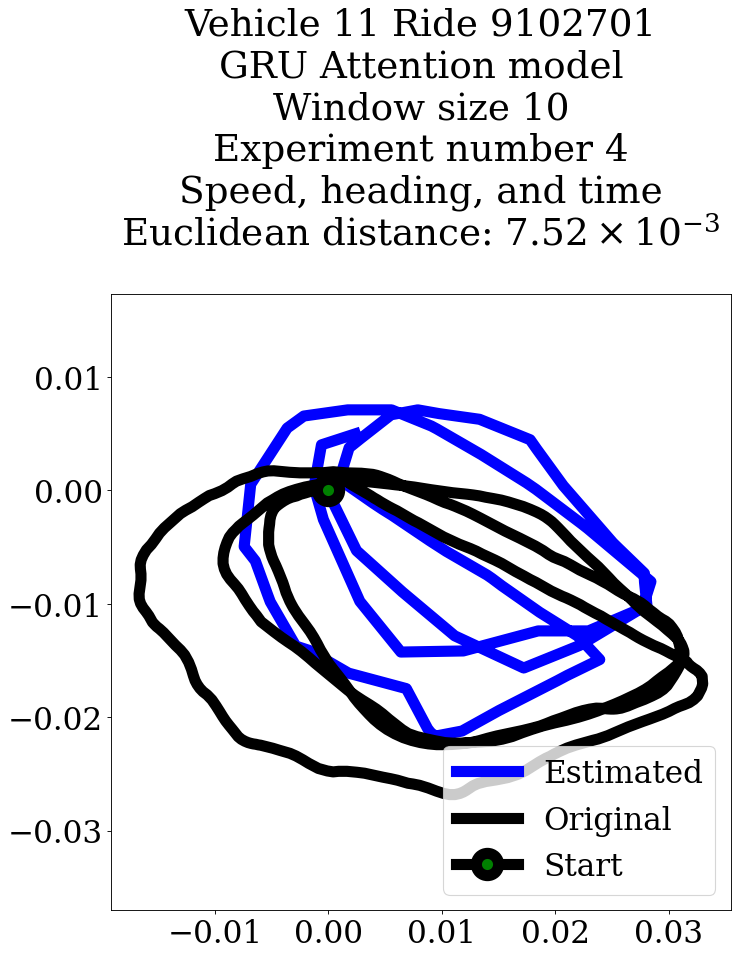 Vehicle 11 Ride 9102701
GRU Attention model
Window size 10
Experiment number 4
Speed, heading, and time
Euclidean distance: 7.52 × 10⁻³
0.01
0.00
−0.01
−0.02
−0.03
Estimated
Original
Start
−0.01 0.00 0.01 0.02 0.03